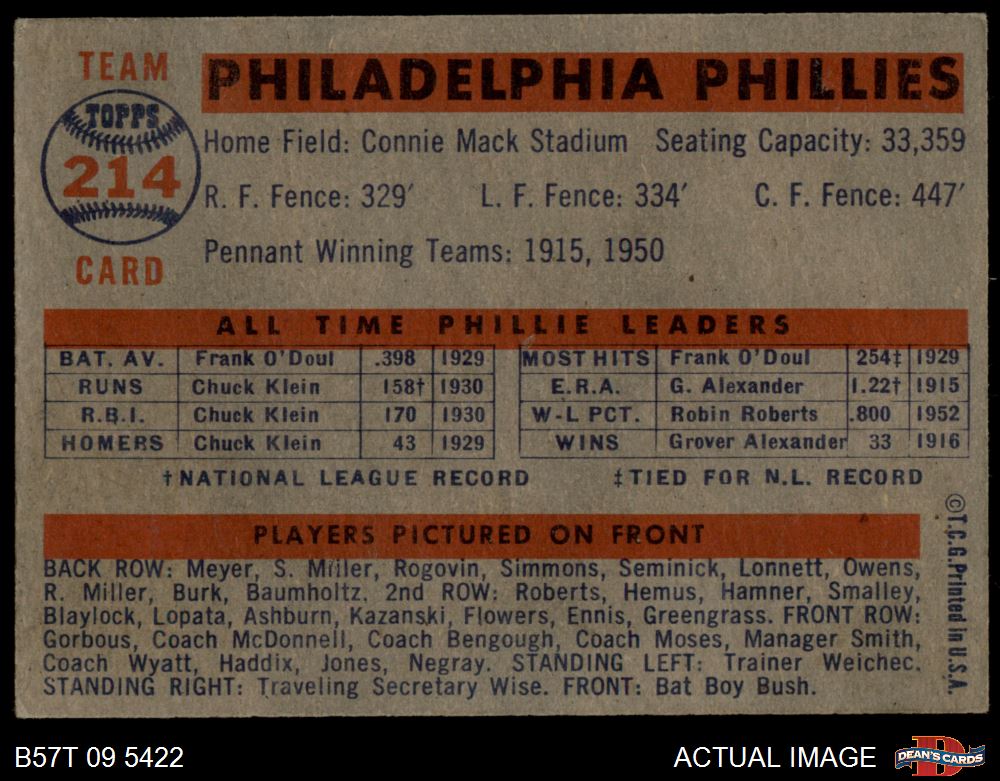 TEAM
TOPPS
214
CARD
PHILADELPHIA PHILLIES
Home Field: Connie Mack Stadium Seating Capacity: 33,359
R. F. Fence: 329′ L. F. Fence: 334′ C. F. Fence: 447′
Pennant Winning Teams: 1915, 1950
ALL TIME PHILLIE LEADERS
BAT. AV. Frank O'Doul .398 1929 MOST HITS Frank O'Doul 254‡ 1929
RUNS Chuck Klein 158† 1930 E.R.A. G. Alexander 1.22† 1915
R.B.I. Chuck Klein 170 1930 W-L PCT. Robin Roberts .800 1952
HOMERS Chuck Klein 43 1929 WINS Grover Alexander 33 1916
†NATIONAL LEAGUE RECORD ‡TIED FOR N.L. RECORD
PLAYERS PICTURED ON FRONT
BACK ROW: Meyer, S. Miller, Rogovin, Simmons, Seminick, Lonnett, Owens,
R. Miller, Burk, Baumholtz. 2nd ROW: Roberts, Hemus, Hamner, Smalley,
Blaylock, Lopata, Ashburn, Kazanski, Flowers, Ennis, Greengrass. FRONT ROW:
Gorbous, Coach McDonnell, Coach Bengough, Coach Moses, Manager Smith,
Coach Wyatt, Haddix, Jones, Negray. STANDING LEFT: Trainer Weichec.
STANDING RIGHT: Traveling Secretary Wise. FRONT: Bat Boy Bush.
©T.C.G. Printed in U.S.A.
B57T 09 5422
ACTUAL IMAGE
D
DEAN'S CARDS